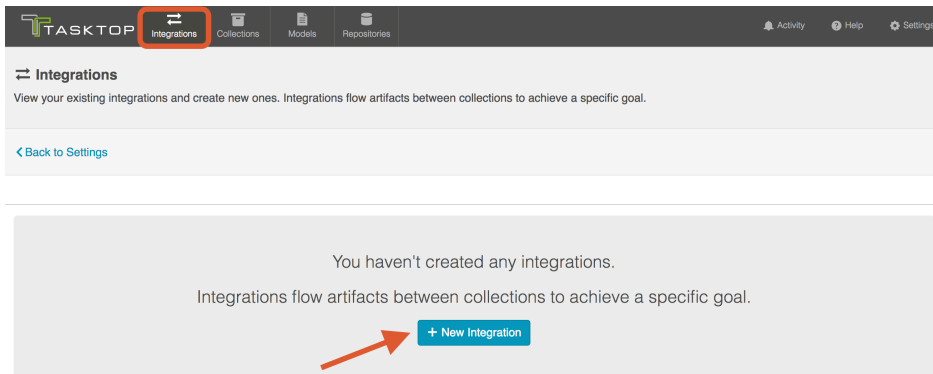 TASKTOP
Integrations
Collections
Models
Repositories
Activity
Help
Settings
Integrations
View your existing integrations and create new ones. Integrations flow artifacts between collections to achieve a specific goal.
Back to Settings
You haven't created any integrations.
Integrations flow artifacts between collections to achieve a specific goal.
+ New Integration